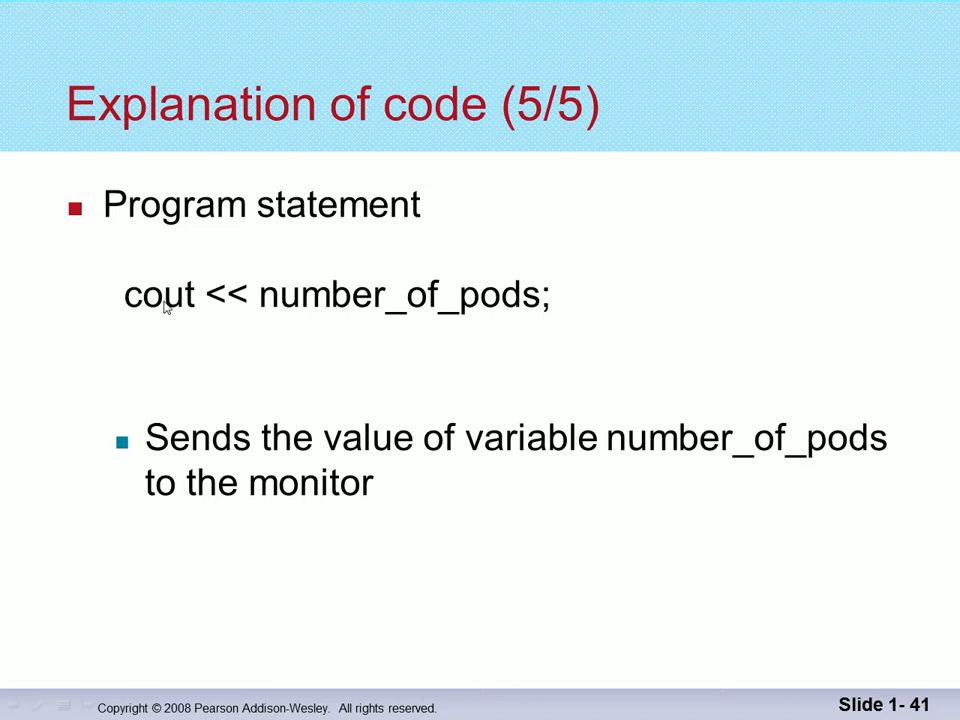 Explanation of code (5/5)
Program statement
cout << number_of_pods;
Sends the value of variable number_of_pods
to the monitor
Copyright © 2008 Pearson Addison-Wesley. All rights reserved.
Slide 1- 41